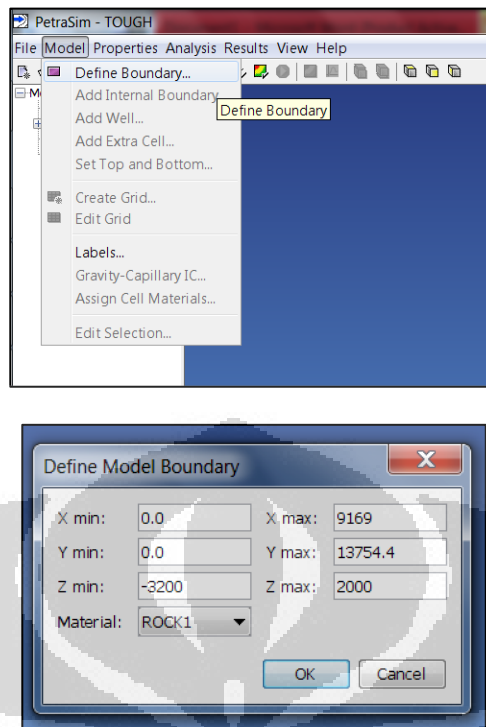 PetraSim - TOUGH
File Model Properties Analysis Results View Help
Define Boundary...
Add Internal Boundary
Define Boundary
Add Well...
Add Extra Cell...
Set Top and Bottom...
Create Grid...
Edit Grid
Labels...
Gravity-Capillary IC...
Assign Cell Materials...
Edit Selection...
Define Model Boundary
X min: 0.0 X max: 9169
Y min: 0.0 Y max: 13754.4
Z min: -3200 Z max: 2000
Material: ROCK1
OK Cancel